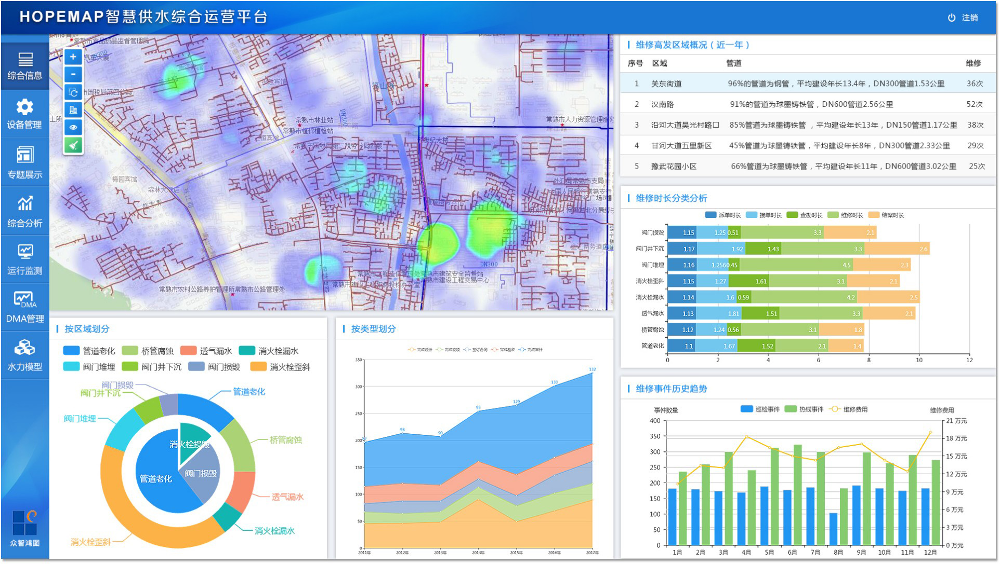 HOPEMAP智慧供水综合运营平台
注销
综合信息
设备管理
专题展示
综合分析
运行监测
DMA
DMA管理
水力模型
众智鸿图
常熟市食品药品监督管理局
市国税局第四分局
福山塘
DN300
常熟市林业站
常熟市植保植检站
常熟市人力资源管理服务
常熟市国税局第二税务分局四税
梅园宾馆
森林大酒店
外汇局常熟市支局
DN300
常熟市农村公路养护管理所常熟市公路管理处
常熟市建筑安全监督站
常熟市建设工程交易中心
维修高发区域概况（近一年）
序号 区域 管道 维修
1 关东街道 96%的管道为钢管，平均建设年长13.4年，DN300管道1.53公里 36次
2 汉南路 91%的管道为球墨铸铁管，DN600管道2.56公里 52次
3 沿河大道吴光村路口 85%管道为球墨铸铁管 ，平均建设年长13年，DN150管道1.17公里 38次
4 甘河大道五里新区 45%管道为球墨铸铁管，平均建设年长8年，DN300管道2.33公里 29次
5 豫武花园小区 66%管道为球墨铸铁管，平均建设年长11年，DN600管道3.02公里 25次
维修时长分类分析
派单时长 接单时长 查勘时长 维修时长 结案时长
阀门损毁 1.15 1.25 0.51 3.3 2.1
阀门井下沉 1.17 1.92 1.43 3.3 2.6
阀门堆埋 1.16 1.256 0.45 4.5 2.3
消火栓歪斜 1.15 1.27 1.61 3.1 2.1
消火栓漏水 1.14 1.6 0.59 4.2 2.5
透气漏水 1.13 1.81 1.51 3.3 2.1
桥管腐蚀 1.12 1.24 0.56 3.1 1.8
管道老化 1.1 1.67 1.52 2.1 1.4
0 2 4 6 8 10 12
按区域划分
管道老化 桥管腐蚀 透气漏水 消火栓漏水
阀门堆埋 阀门井下沉 阀门损毁 消火栓歪斜
阀门损毁
阀门井下沉
管道老化
阀门堆埋
桥管腐蚀
消火栓损毁
管道老化
阀门损毁
透气漏水
消火栓漏水
消火栓歪斜
按类型划分
完成设计 完成立项 签订合同 完成验收 完成审计
350
300
250
200
150
100
50
0
93
90
93
129
133
132
2011年 2012年 2013年 2014年 2015年 2016年 2017年
维修事件历史趋势
事件数量 巡检事件 热线事件 维修费用 维修费用
400
350
300
250
200
150
100
50
0
21 万元
18 万元
15 万元
12 万元
9 万元
6 万元
3 万元
0 万元
1月 2月 3月 4月 5月 6月 7月 8月 9月 10月 11月 12月